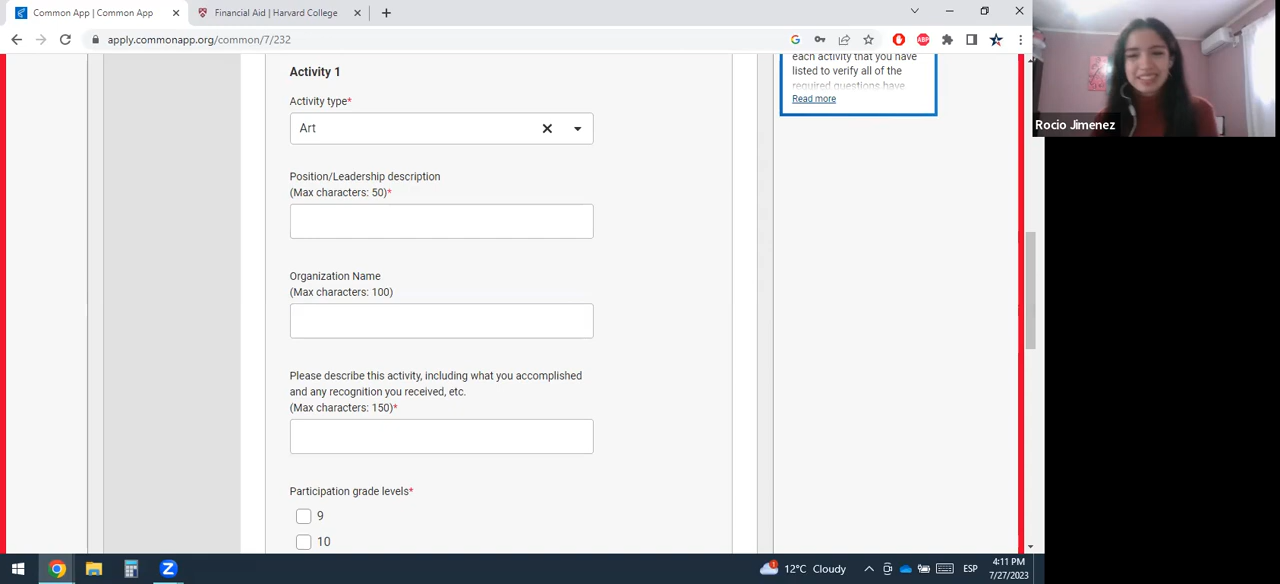 Common App | Common App
Financial Aid | Harvard College
apply.commonapp.org/common/7/232
ABP
Activity 1
each activity that you have
listed to verify all of the
required questions have
Read more
Rocio Jimenez
Activity type*
Art
Position/Leadership description
(Max characters: 50)*
Organization Name
(Max characters: 100)
Please describe this activity, including what you accomplished
and any recognition you received, etc.
(Max characters: 150)*
Participation grade levels*
9
10
12°C Cloudy
ESP
4:11 PM
7/27/2023